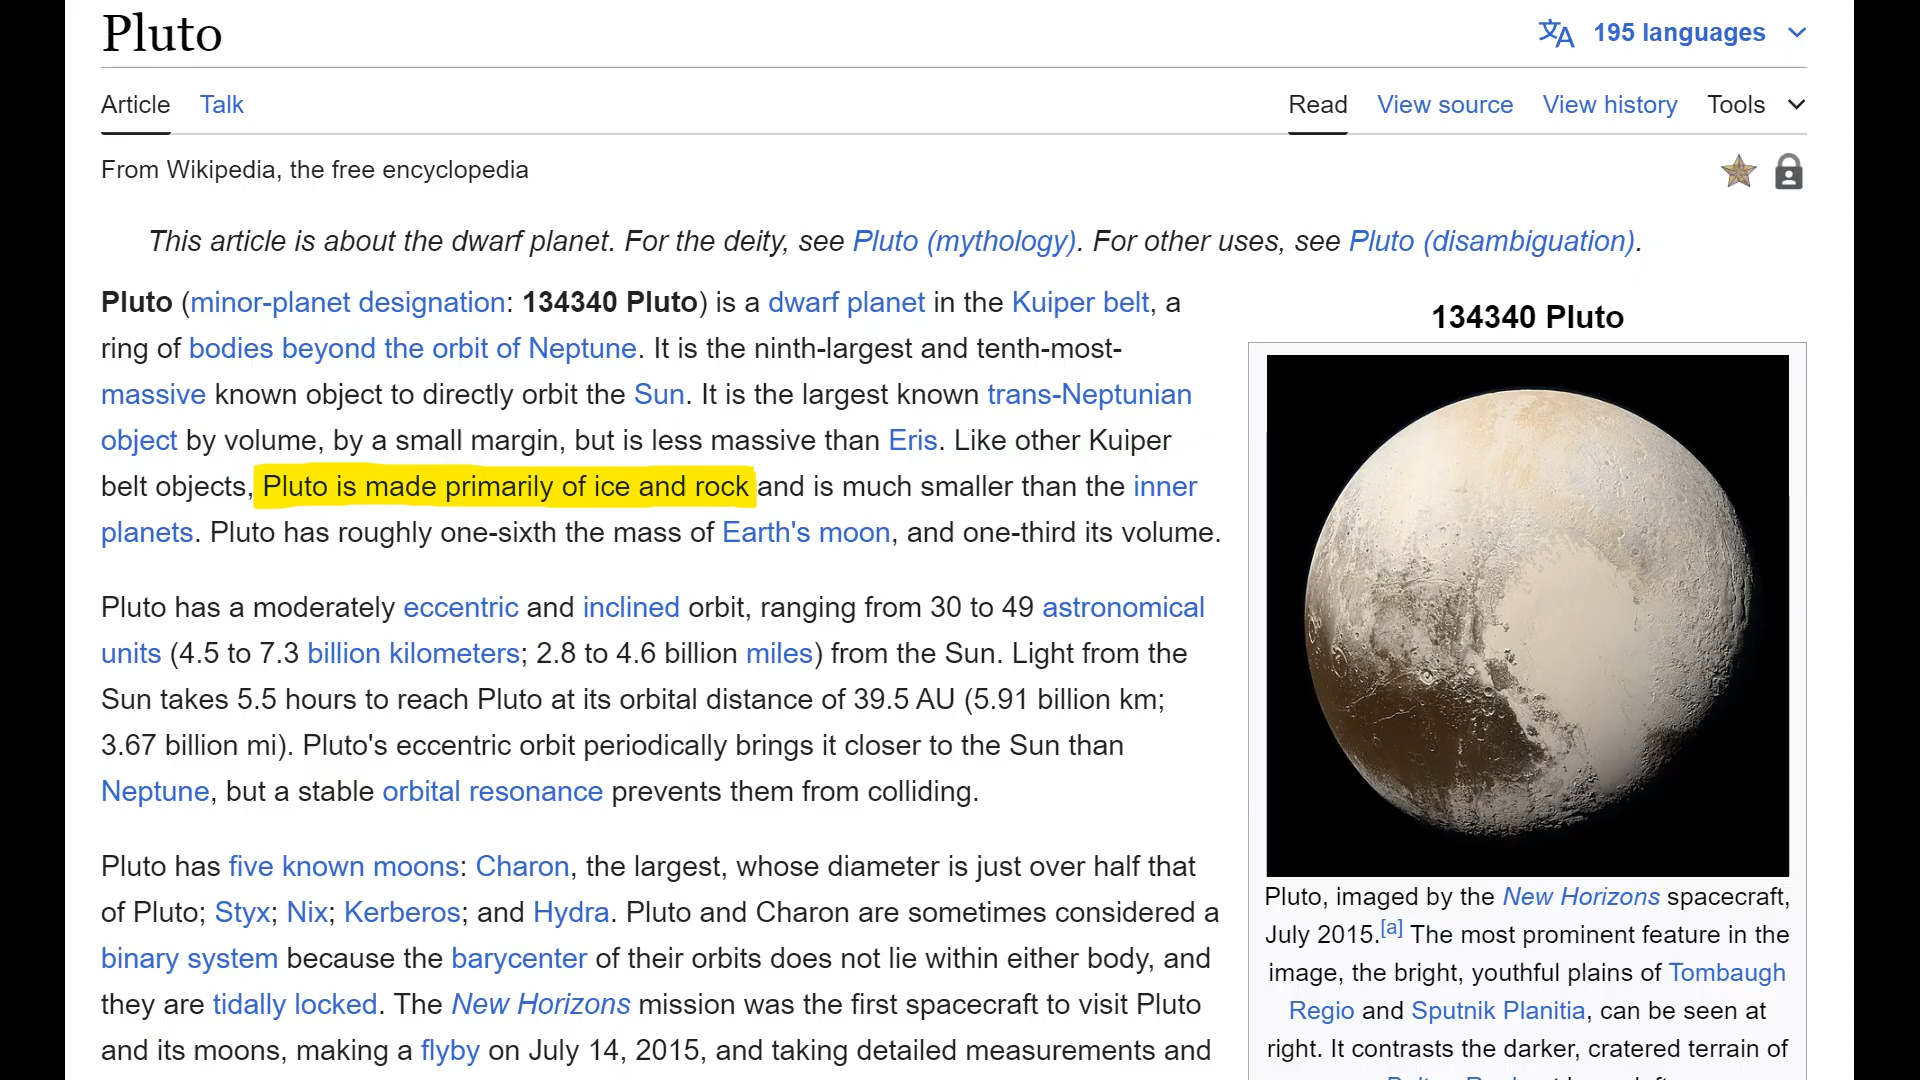 Pluto
195 languages
Article Talk
Read View source View history Tools
From Wikipedia, the free encyclopedia
This article is about the dwarf planet. For the deity, see Pluto (mythology). For other uses, see Pluto (disambiguation).
Pluto (minor-planet designation: 134340 Pluto) is a dwarf planet in the Kuiper belt, a
ring of bodies beyond the orbit of Neptune. It is the ninth-largest and tenth-most-
massive known object to directly orbit the Sun. It is the largest known trans-Neptunian
object by volume, by a small margin, but is less massive than Eris. Like other Kuiper
belt objects, Pluto is made primarily of ice and rock and is much smaller than the inner
planets. Pluto has roughly one-sixth the mass of Earth's moon, and one-third its volume.
Pluto has a moderately eccentric and inclined orbit, ranging from 30 to 49 astronomical
units (4.5 to 7.3 billion kilometers; 2.8 to 4.6 billion miles) from the Sun. Light from the
Sun takes 5.5 hours to reach Pluto at its orbital distance of 39.5 AU (5.91 billion km;
3.67 billion mi). Pluto's eccentric orbit periodically brings it closer to the Sun than
Neptune, but a stable orbital resonance prevents them from colliding.
Pluto has five known moons: Charon, the largest, whose diameter is just over half that
of Pluto; Styx; Nix; Kerberos; and Hydra. Pluto and Charon are sometimes considered a
binary system because the barycenter of their orbits does not lie within either body, and
they are tidally locked. The New Horizons mission was the first spacecraft to visit Pluto
and its moons, making a flyby on July 14, 2015, and taking detailed measurements and
134340 Pluto
Pluto, imaged by the New Horizons spacecraft,
July 2015.[a] The most prominent feature in the
image, the bright, youthful plains of Tombaugh
Regio and Sputnik Planitia, can be seen at
right. It contrasts the darker, cratered terrain of